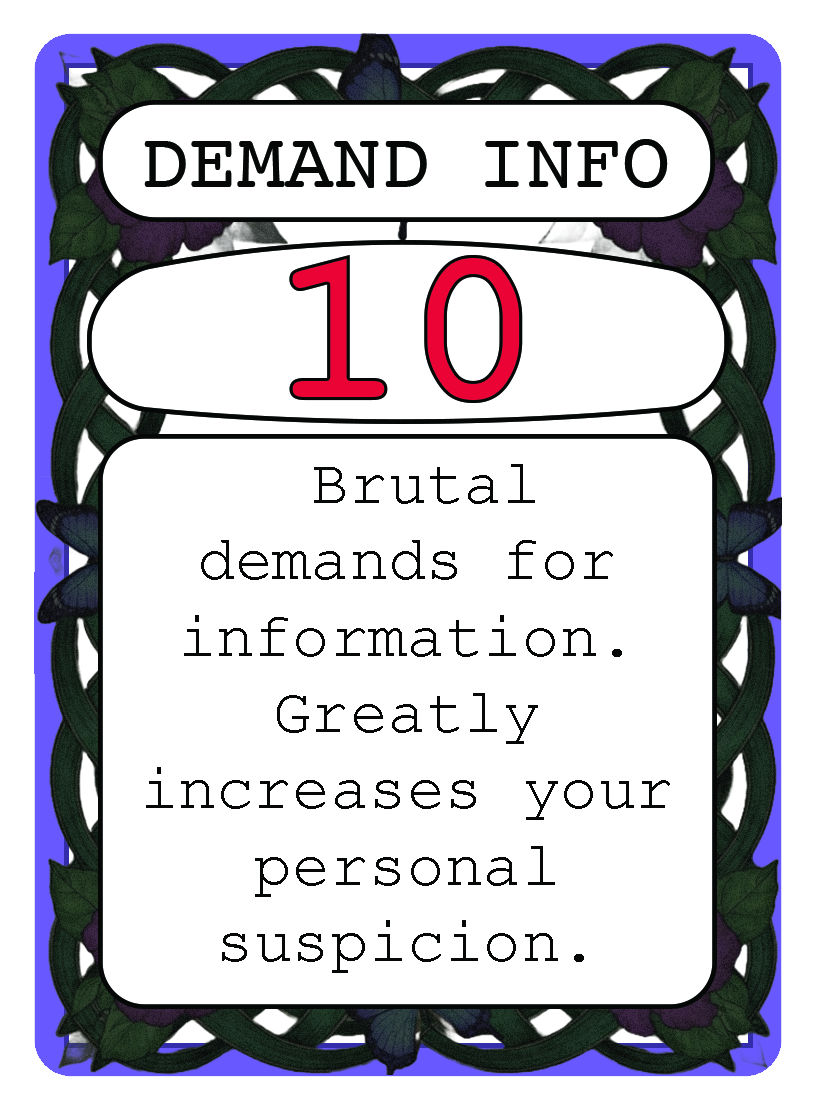 DEMAND INFO
10
Brutal
demands for
information.
Greatly
increases your
personal
suspicion.